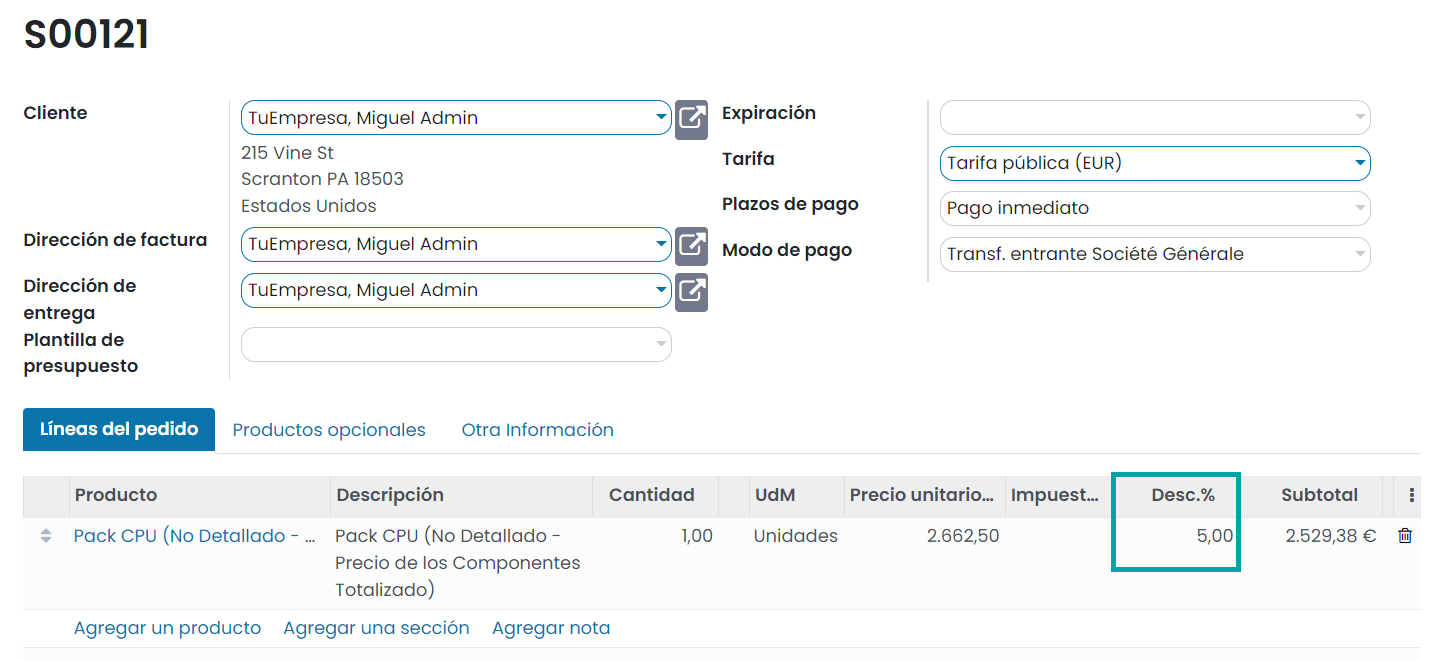 S00121
Cliente
TuEmpresa, Miguel Admin
215 Vine St
Scranton PA 18503
Estados Unidos
Dirección de factura
TuEmpresa, Miguel Admin
Dirección de
entrega
TuEmpresa, Miguel Admin
Plantilla de
presupuesto
Expiración
Tarifa
Tarifa pública (EUR)
Plazos de pago
Pago inmediato
Modo de pago
Transf. entrante Société Générale
Líneas del pedido Productos opcionales Otra Información
Producto Descripción Cantidad UdM Precio unitario... Impuest... Desc.% Subtotal
Pack CPU (No Detallado - ... Pack CPU (No Detallado - 1,00 Unidades 2.662,50 5,00 2.529,38 €
Precio de los Componentes
Totalizado)
Agregar un producto Agregar una sección Agregar nota